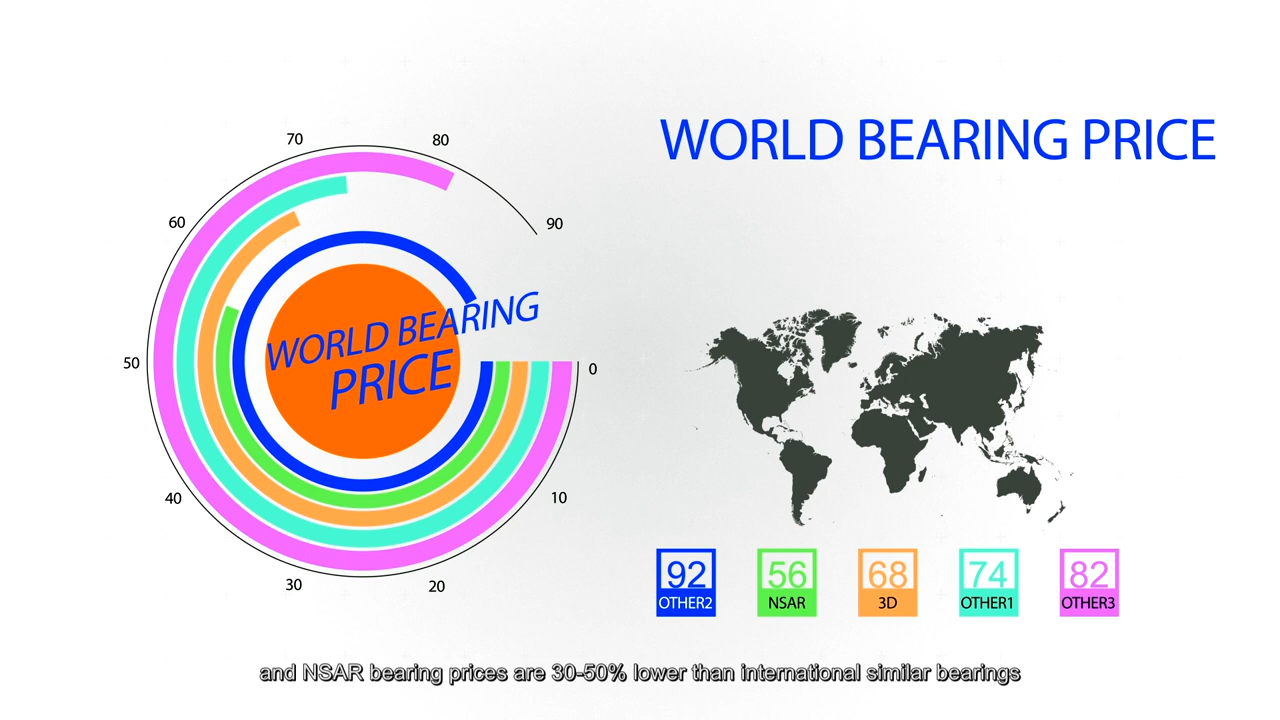 WORLD BEARING PRICE
70
80
60
90
WORLD BEARING
PRICE
50
0
40
10
30
20
92
OTHER2
56
NSAR
68
3D
74
OTHER1
82
OTHER3
and NSAR bearing prices are 30-50% lower than international similar bearings